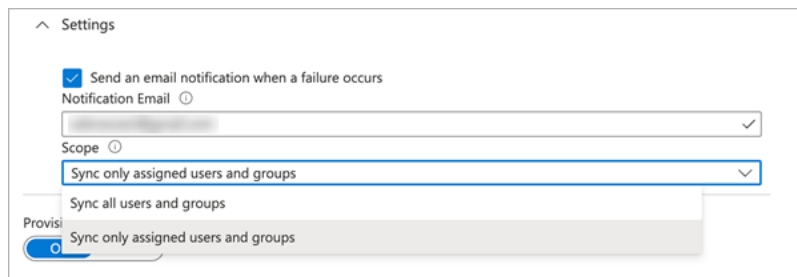 Settings
Send an email notification when a failure occurs
Notification Email
Scope
Sync only assigned users and groups
Sync all users and groups
Sync only assigned users and groups